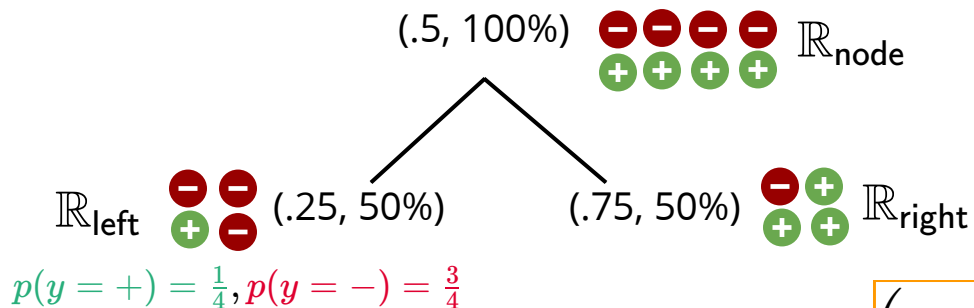 (.5, 100%) − − − − ℝnode
+ + + +
ℝleft − − (.25, 50%) (.75, 50%) − + ℝright
+ − + +
p(y = +) = 1/4, p(y = −) = 3/4
(